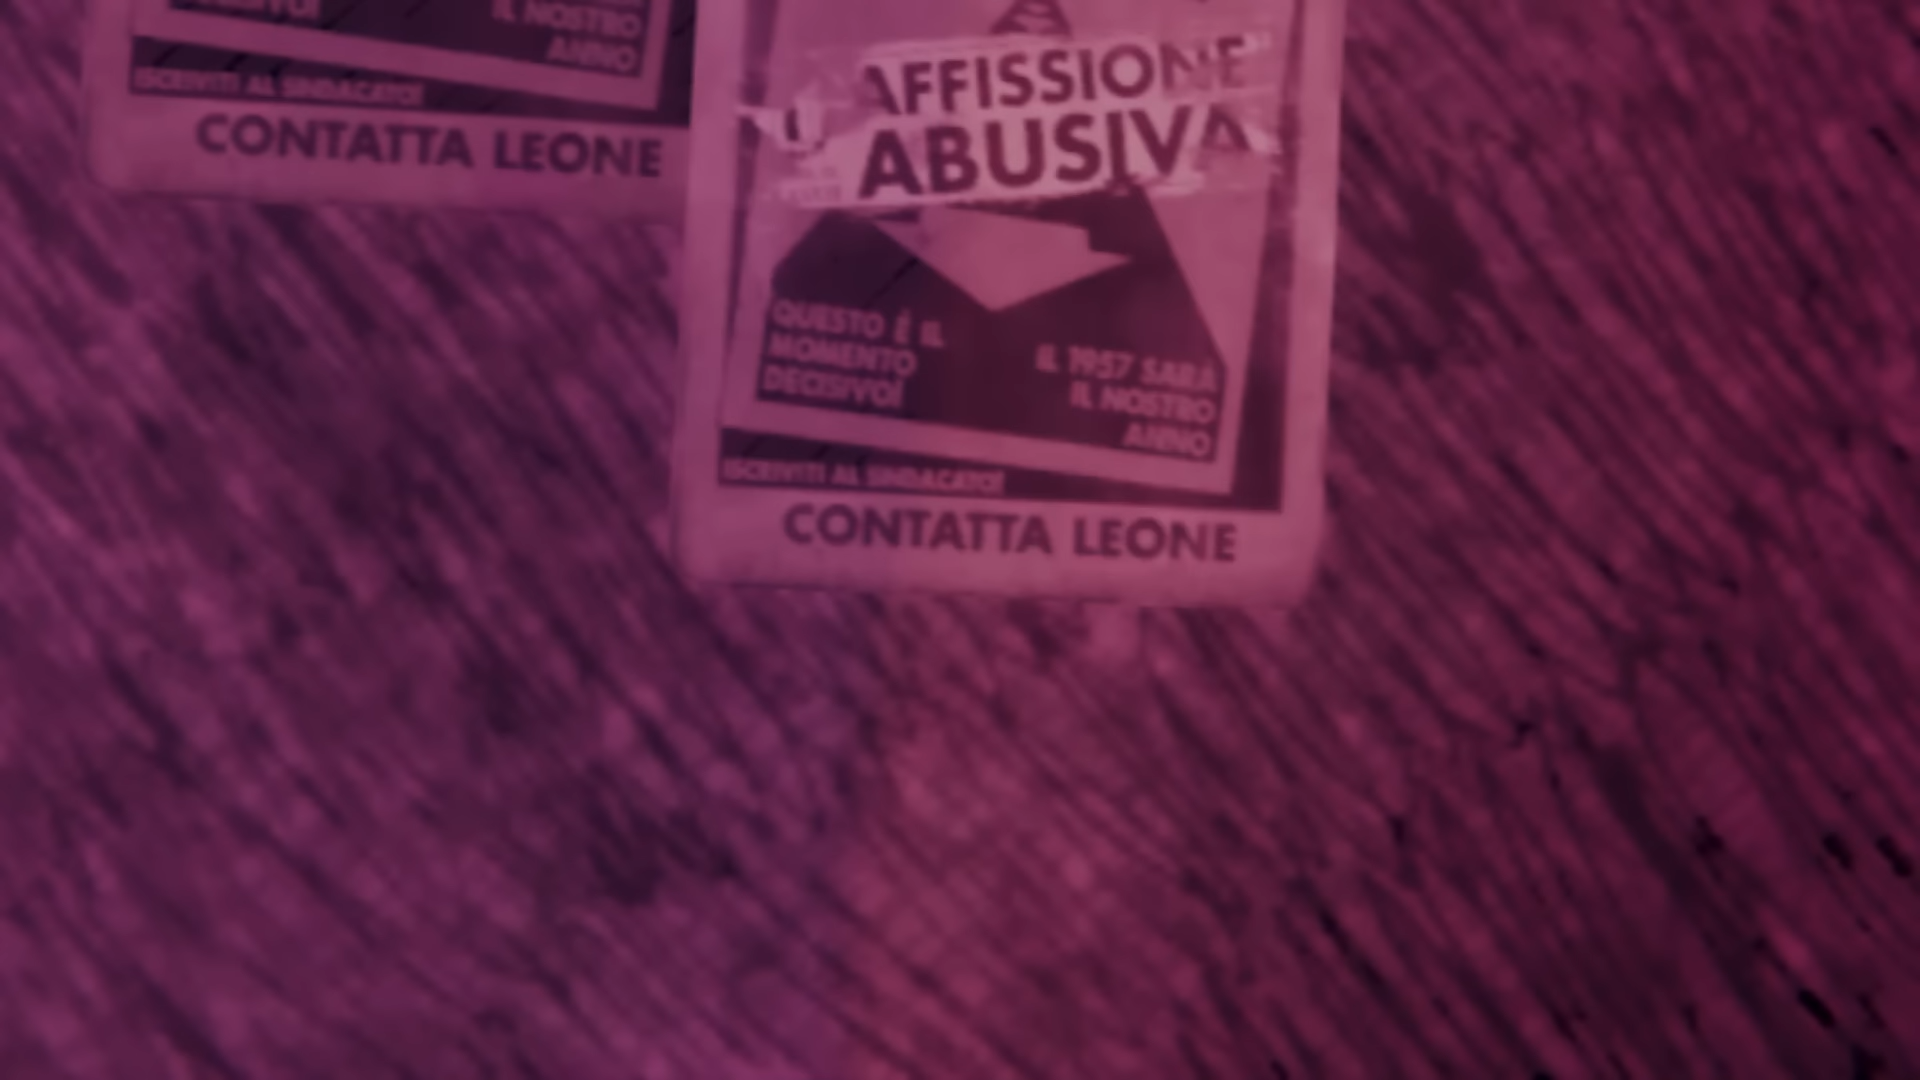 IL NOSTRO
ANNO
ISCRIVITI AL SINDACATO!
CONTATTA LEONE
AFFISSIONE
ABUSIVA
QUESTO È IL
MOMENTO
DECISIVO!
IL 1957 SARÀ
IL NOSTRO
ANNO
ISCRIVITI AL SINDACATO!
CONTATTA LEONE